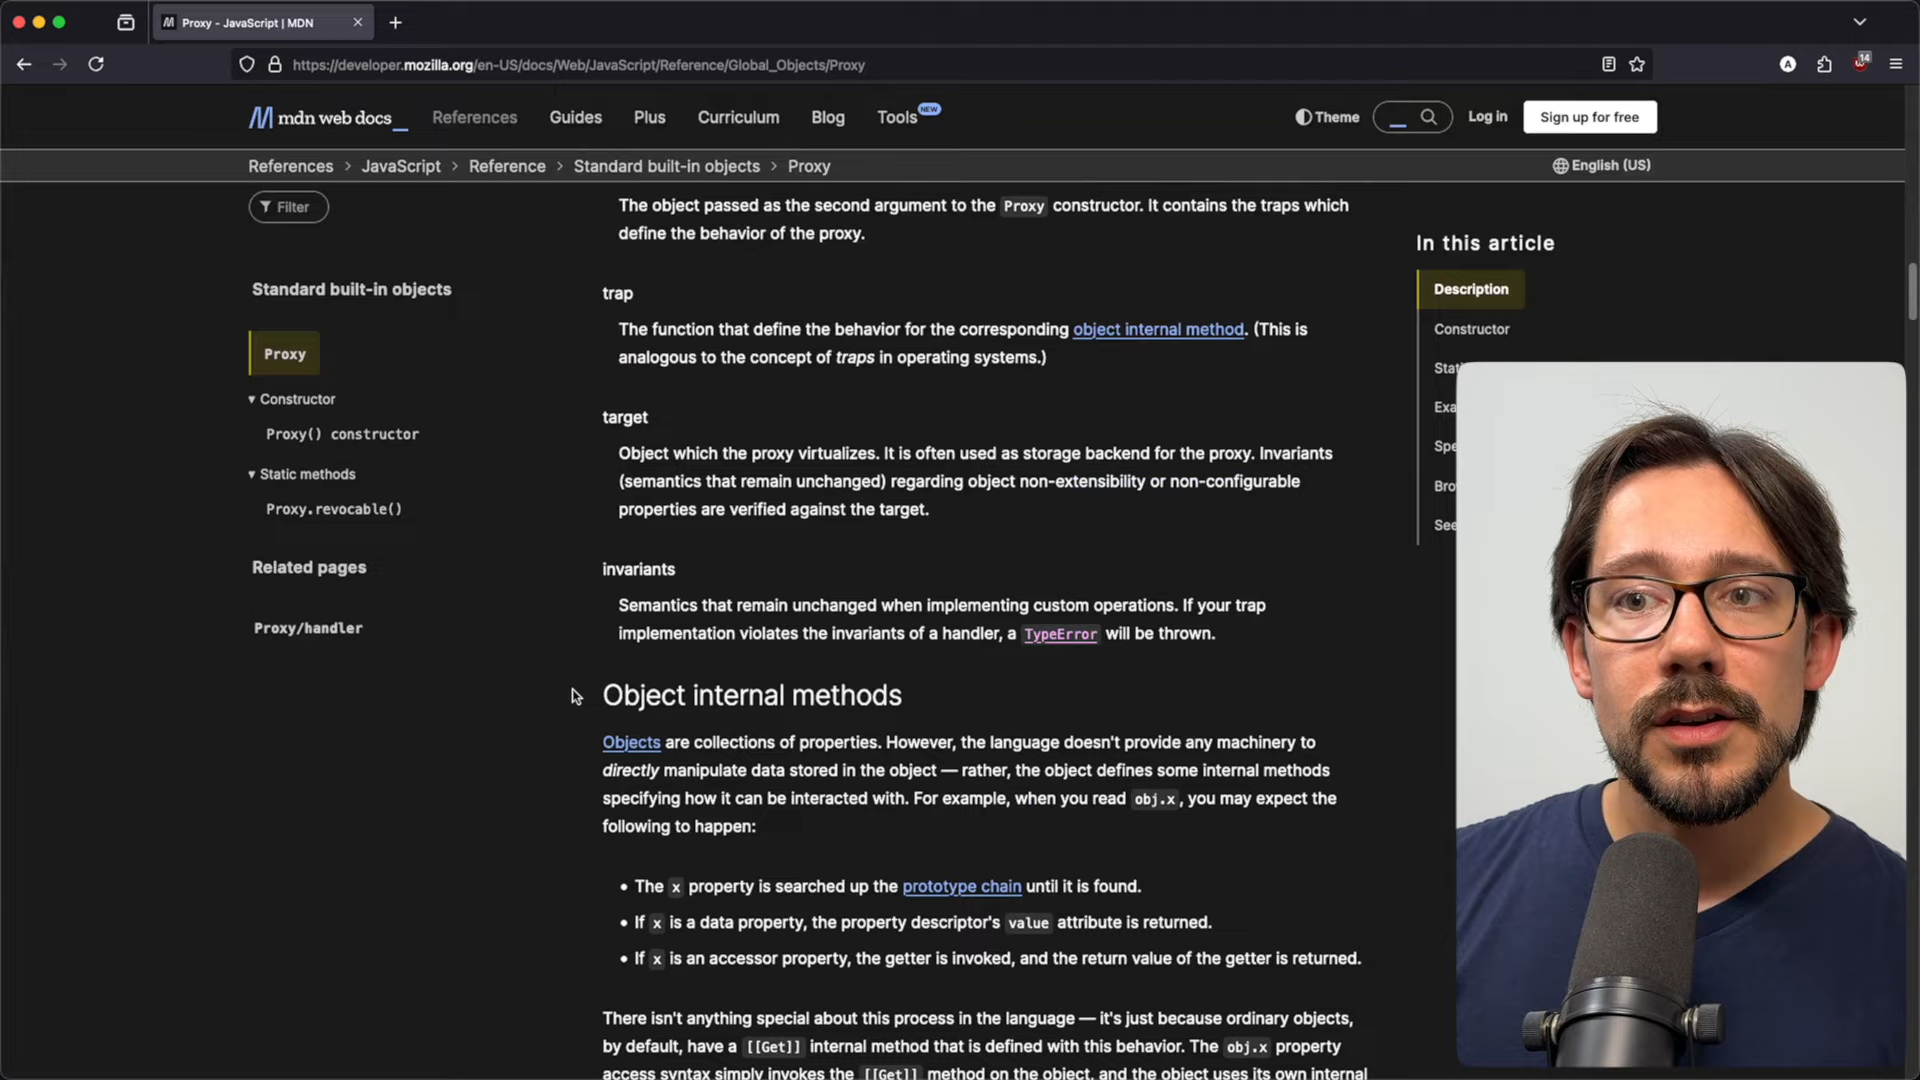 Proxy - JavaScript | MDN
https://developer.mozilla.org/en-US/docs/Web/JavaScript/Reference/Global_Objects/Proxy
A
14
mdn web docs_
References
Guides
Plus
Curriculum
Blog
Tools
NEW
Theme
Log in
Sign up for free
References > JavaScript > Reference > Standard built-in objects > Proxy
English (US)
Filter
Standard built-in objects
Proxy
Constructor
Proxy() constructor
Static methods
Proxy.revocable()
Related pages
Proxy/handler
The object passed as the second argument to the Proxy constructor. It contains the traps which
define the behavior of the proxy.
trap
The function that define the behavior for the corresponding object internal method. (This is
analogous to the concept of traps in operating systems.)
target
Object which the proxy virtualizes. It is often used as storage backend for the proxy. Invariants
(semantics that remain unchanged) regarding object non-extensibility or non-configurable
properties are verified against the target.
invariants
Semantics that remain unchanged when implementing custom operations. If your trap
implementation violates the invariants of a handler, a TypeError will be thrown.
Object internal methods
Objects are collections of properties. However, the language doesn't provide any machinery to
directly manipulate data stored in the object — rather, the object defines some internal methods
specifying how it can be interacted with. For example, when you read obj.x, you may expect the
following to happen:
• The x property is searched up the prototype chain until it is found.
• If x is a data property, the property descriptor's value attribute is returned.
• If x is an accessor property, the getter is invoked, and the return value of the getter is returned.
There isn't anything special about this process in the language — it's just because ordinary objects,
by default, have a [[Get]] internal method that is defined with this behavior. The obj.x property
access syntax simply invokes the [[Get]] method on the object, and the object uses its own internal
In this article
Description
Constructor